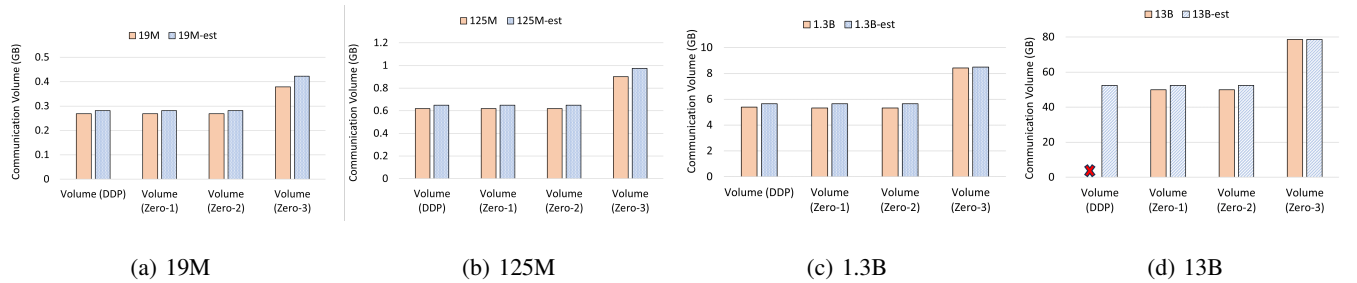 19M 19M-est
Communication Volume (GB)
0.5
0.4
0.3
0.2
0.1
0
Volume (DDP)
Volume
(Zero-1)
Volume
(Zero-2)
Volume
(Zero-3)
(a) 19M
125M 125M-est
Communication Volume (GB)
1.2
1
0.8
0.6
0.4
0.2
0
Volume
(DDP)
Volume
(Zero-1)
Volume
(Zero-2)
Volume
(Zero-3)
(b) 125M
1.3B 1.3B-est
Communication Volume (GB)
10
8
6
4
2
0
Volume (DDP)
Volume
(Zero-1)
Volume
(Zero-2)
Volume
(Zero-3)
(c) 1.3B
13B 13B-est
Communication Volume (GB)
80
60
40
20
0
Volume
(DDP)
Volume
(Zero-1)
Volume
(Zero-2)
Volume
(Zero-3)
(d) 13B